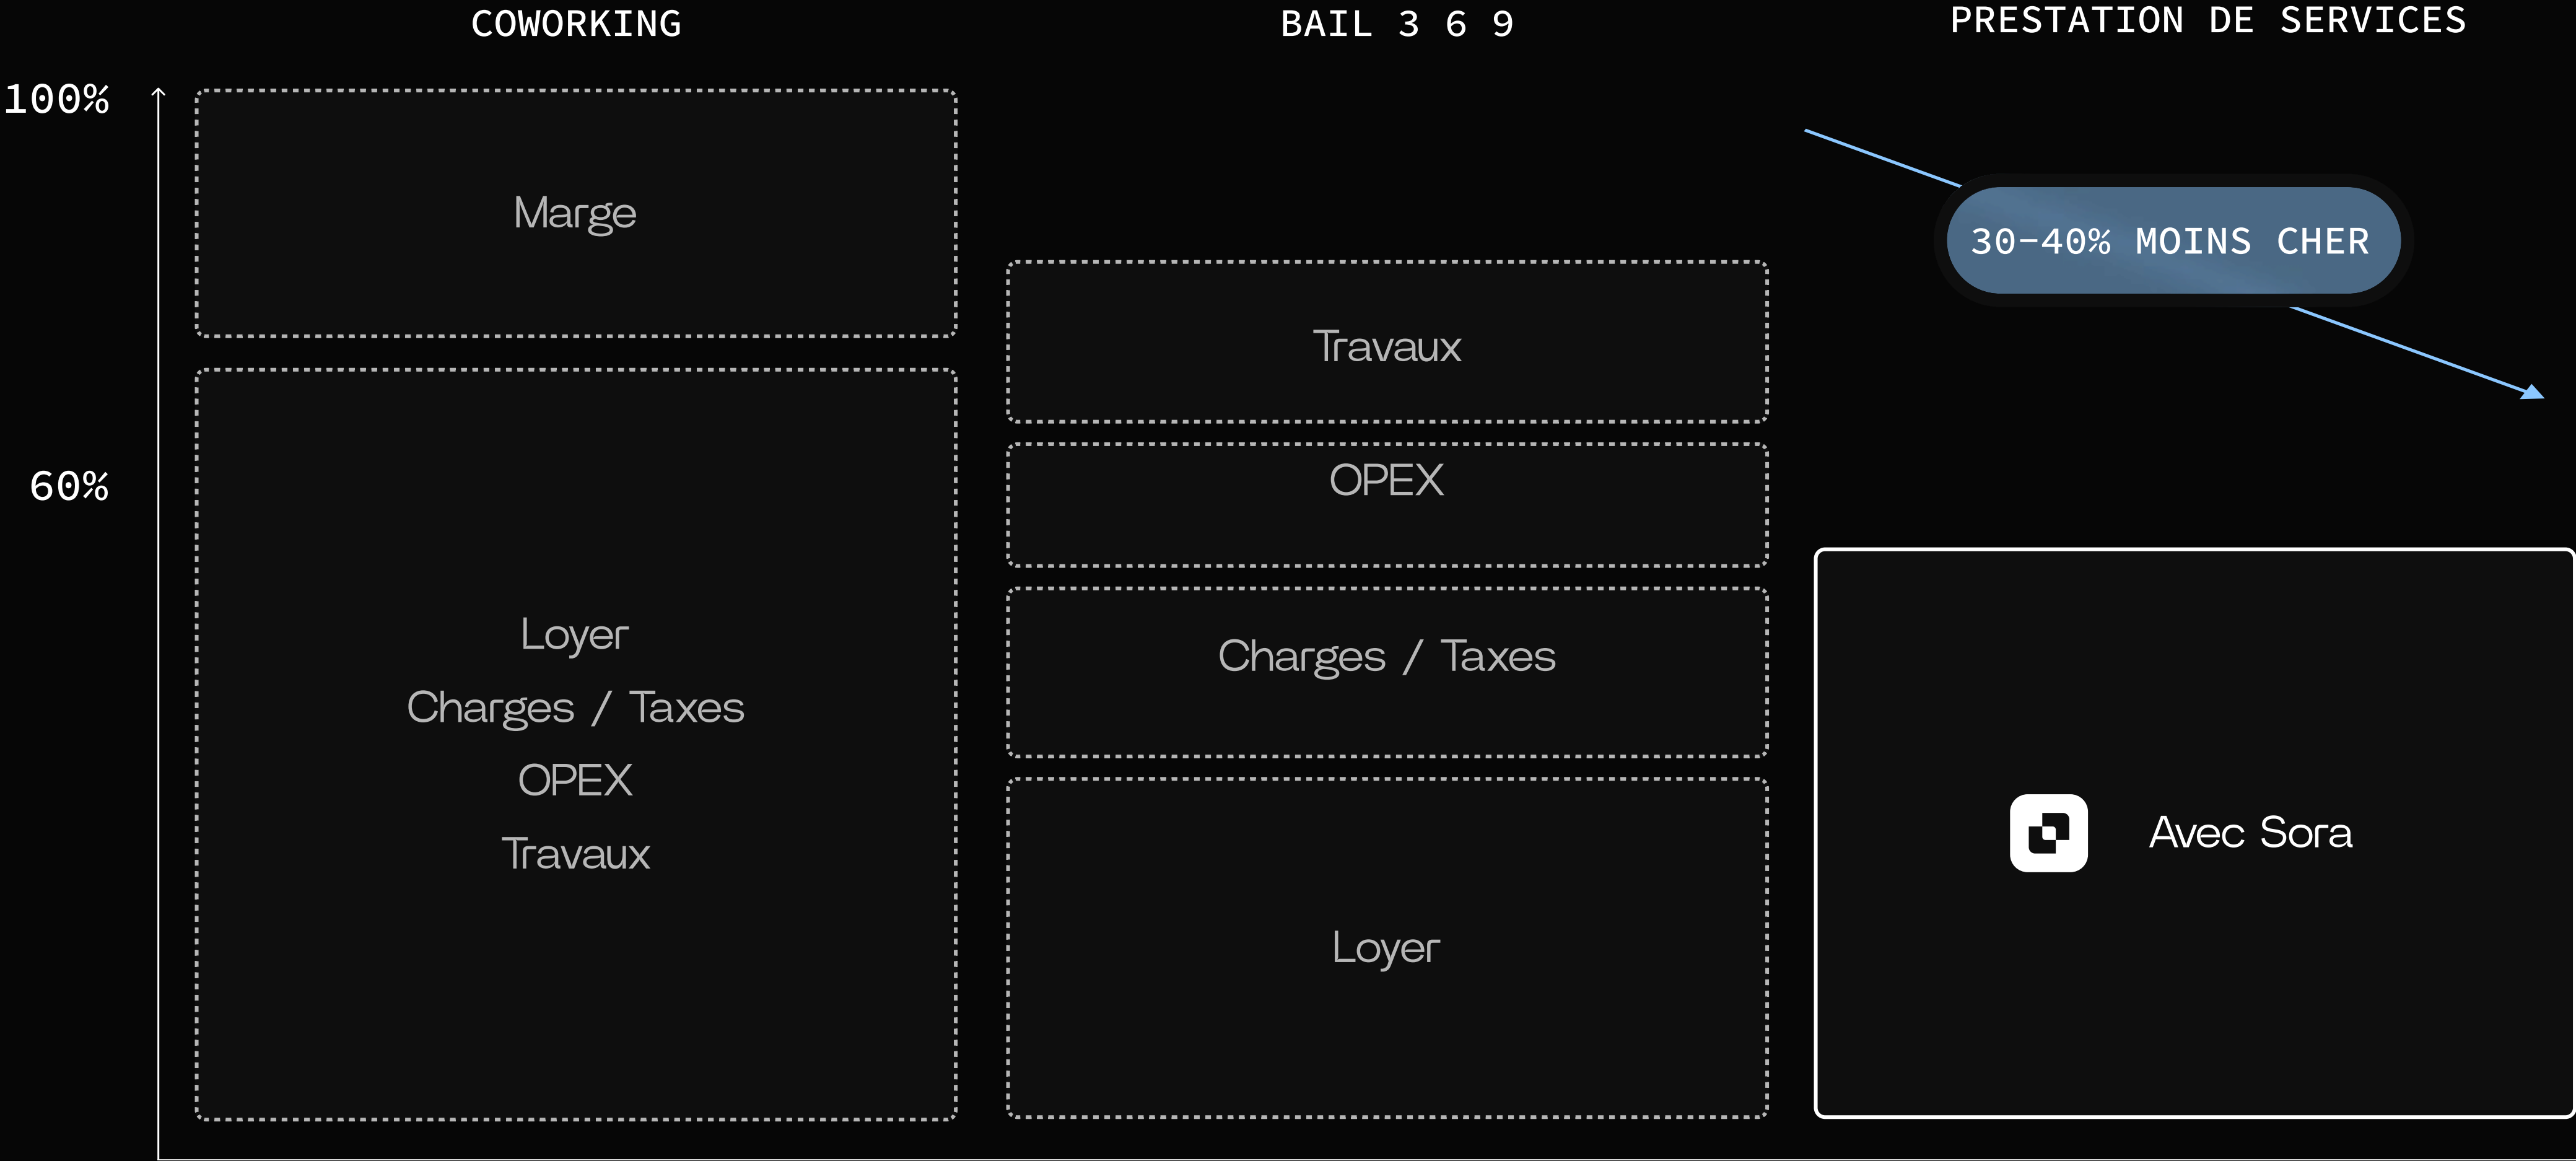 COWORKING
BAIL 3 6 9
PRESTATION DE SERVICES
100%
60%
Marge
Loyer
Charges / Taxes
OPEX
Travaux
Travaux
OPEX
Charges / Taxes
Loyer
30-40% MOINS CHER
Avec Sora